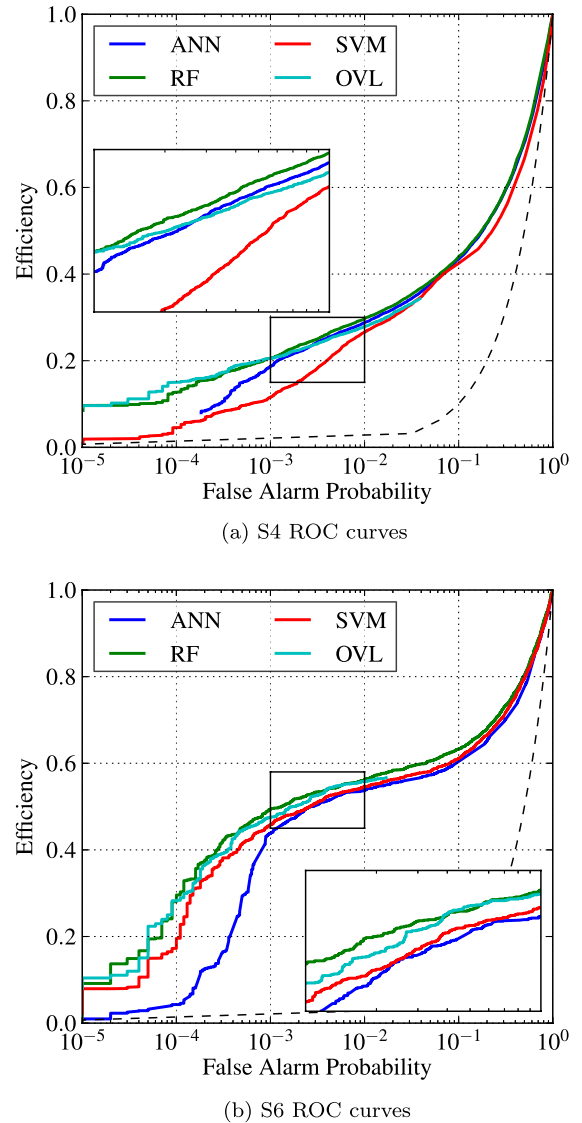 1.0
ANN SVM
RF OVL
0.8
0.6
Efficiency
0.4
0.2
0.0
10^-5 10^-4 10^-3 10^-2 10^-1 10^0
False Alarm Probability
(a) S4 ROC curves
1.0
ANN SVM
RF OVL
0.8
0.6
Efficiency
0.4
0.2
0.0
10^-5 10^-4 10^-3 10^-2 10^-1 10^0
False Alarm Probability
(b) S6 ROC curves